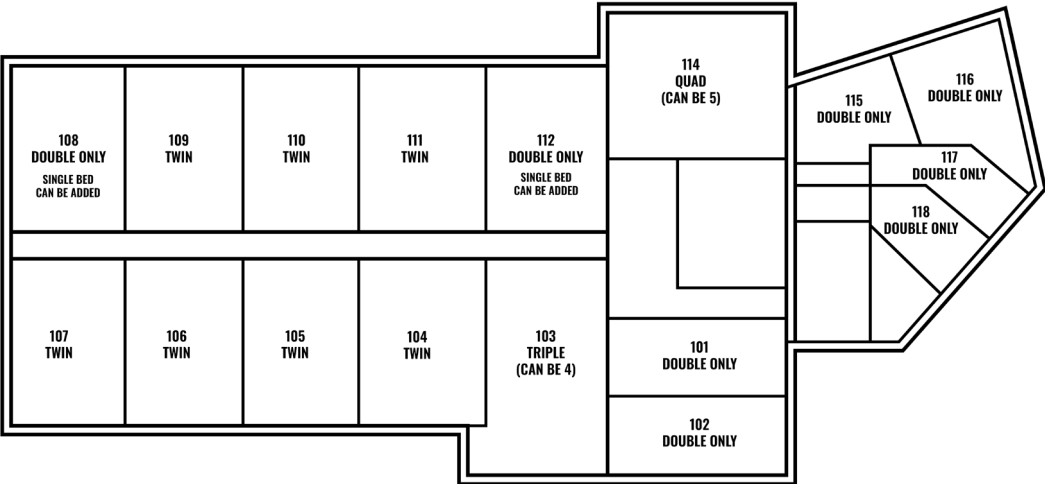 114
QUAD
(CAN BE 5)
116
DOUBLE ONLY
115
DOUBLE ONLY
108
DOUBLE ONLY
SINGLE BED
CAN BE ADDED
109
TWIN
110
TWIN
111
TWIN
112
DOUBLE ONLY
SINGLE BED
CAN BE ADDED
117
DOUBLE ONLY
118
DOUBLE ONLY
107
TWIN
106
TWIN
105
TWIN
104
TWIN
103
TRIPLE
(CAN BE 4)
101
DOUBLE ONLY
102
DOUBLE ONLY